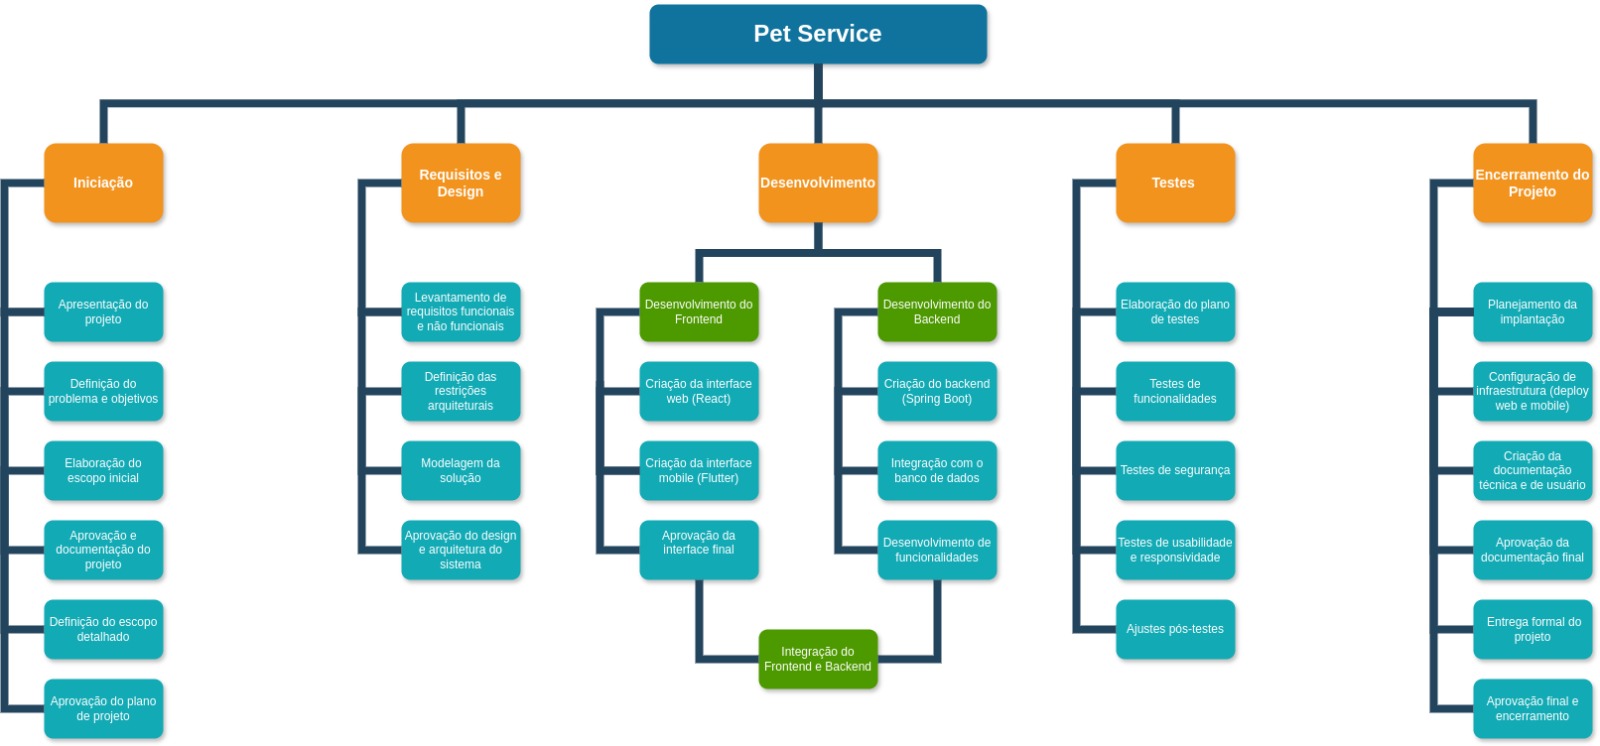 Pet Service
Iniciação
Requisitos e
Design
Desenvolvimento
Testes
Encerramento do
Projeto
Apresentação do
projeto
Definição do
problema e objetivos
Elaboração do
escopo inicial
Aprovação e
documentação do
projeto
Definição do escopo
detalhado
Aprovação do plano
de projeto
Levantamento de
requisitos funcionais
e não funcionais
Definição das
restrições
arquiteturais
Modelagem da
solução
Aprovação do design
e arquitetura do
sistema
Desenvolvimento do
Frontend
Criação da interface
web (React)
Criação da interface
mobile (Flutter)
Aprovação da
interface final
Desenvolvimento do
Backend
Criação do backend
(Spring Boot)
Integração com o
banco de dados
Desenvolvimento de
funcionalidades
Integração do
Frontend e Backend
Elaboração do plano
de testes
Testes de
funcionalidades
Testes de segurança
Testes de usabilidade
e responsividade
Ajustes pós-testes
Planejamento da
implantação
Configuração de
infraestrutura (deploy
web e mobile)
Criação da
documentação
técnica e de usuário
Aprovação da
documentação final
Entrega formal do
projeto
Aprovação final e
encerramento